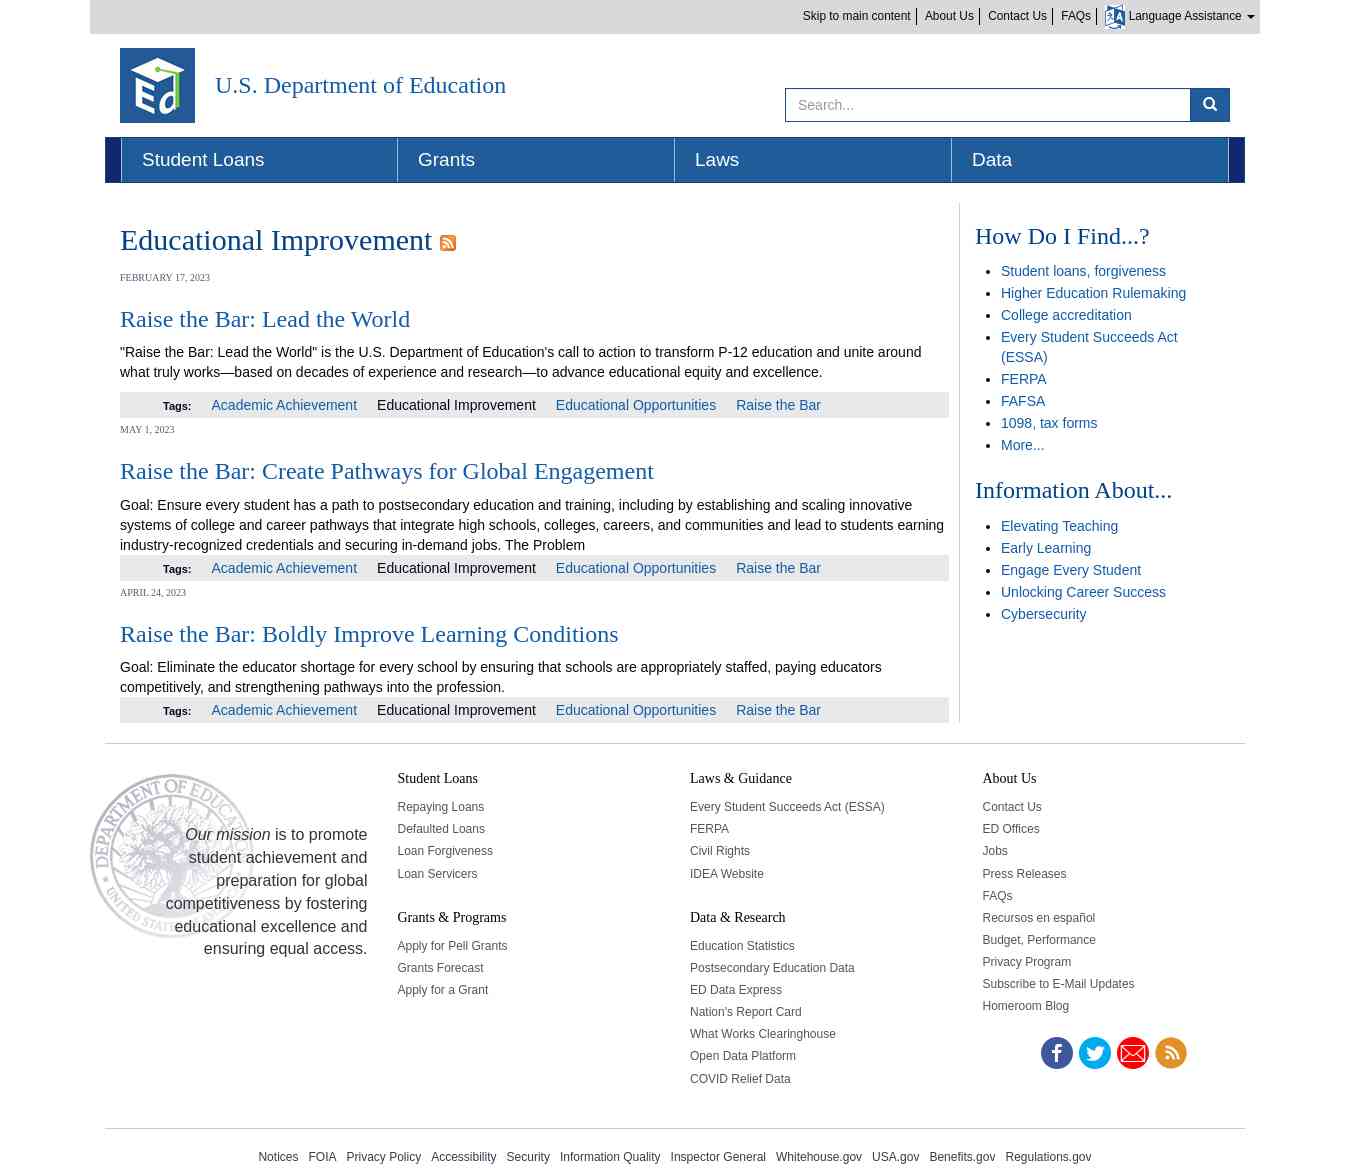 Skip to main content
About Us
Contact Us
FAQs
Language Assistance
U.S. Department of Education
Search...
Student Loans
Grants
Laws
Data
Educational Improvement
FEBRUARY 17, 2023
Raise the Bar: Lead the World
"Raise the Bar: Lead the World" is the U.S. Department of Education's call to action to transform P-12 education and unite around
what truly works—based on decades of experience and research—to advance educational equity and excellence.
Tags: Academic Achievement Educational Improvement Educational Opportunities Raise the Bar
MAY 1, 2023
Raise the Bar: Create Pathways for Global Engagement
Goal: Ensure every student has a path to postsecondary education and training, including by establishing and scaling innovative
systems of college and career pathways that integrate high schools, colleges, careers, and communities and lead to students earning
industry-recognized credentials and securing in-demand jobs. The Problem
Tags: Academic Achievement Educational Improvement Educational Opportunities Raise the Bar
APRIL 24, 2023
Raise the Bar: Boldly Improve Learning Conditions
Goal: Eliminate the educator shortage for every school by ensuring that schools are appropriately staffed, paying educators
competitively, and strengthening pathways into the profession.
Tags: Academic Achievement Educational Improvement Educational Opportunities Raise the Bar
How Do I Find...?
Student loans, forgiveness
Higher Education Rulemaking
College accreditation
Every Student Succeeds Act
(ESSA)
FERPA
FAFSA
1098, tax forms
More...
Information About...
Elevating Teaching
Early Learning
Engage Every Student
Unlocking Career Success
Cybersecurity
Our mission is to promote
student achievement and
preparation for global
competitiveness by fostering
educational excellence and
ensuring equal access.
Student Loans
Repaying Loans
Defaulted Loans
Loan Forgiveness
Loan Servicers
Grants & Programs
Apply for Pell Grants
Grants Forecast
Apply for a Grant
Laws & Guidance
Every Student Succeeds Act (ESSA)
FERPA
Civil Rights
IDEA Website
Data & Research
Education Statistics
Postsecondary Education Data
ED Data Express
Nation's Report Card
What Works Clearinghouse
Open Data Platform
COVID Relief Data
About Us
Contact Us
ED Offices
Jobs
Press Releases
FAQs
Recursos en español
Budget, Performance
Privacy Program
Subscribe to E-Mail Updates
Homeroom Blog
Notices FOIA Privacy Policy Accessibility Security Information Quality Inspector General Whitehouse.gov USA.gov Benefits.gov Regulations.gov